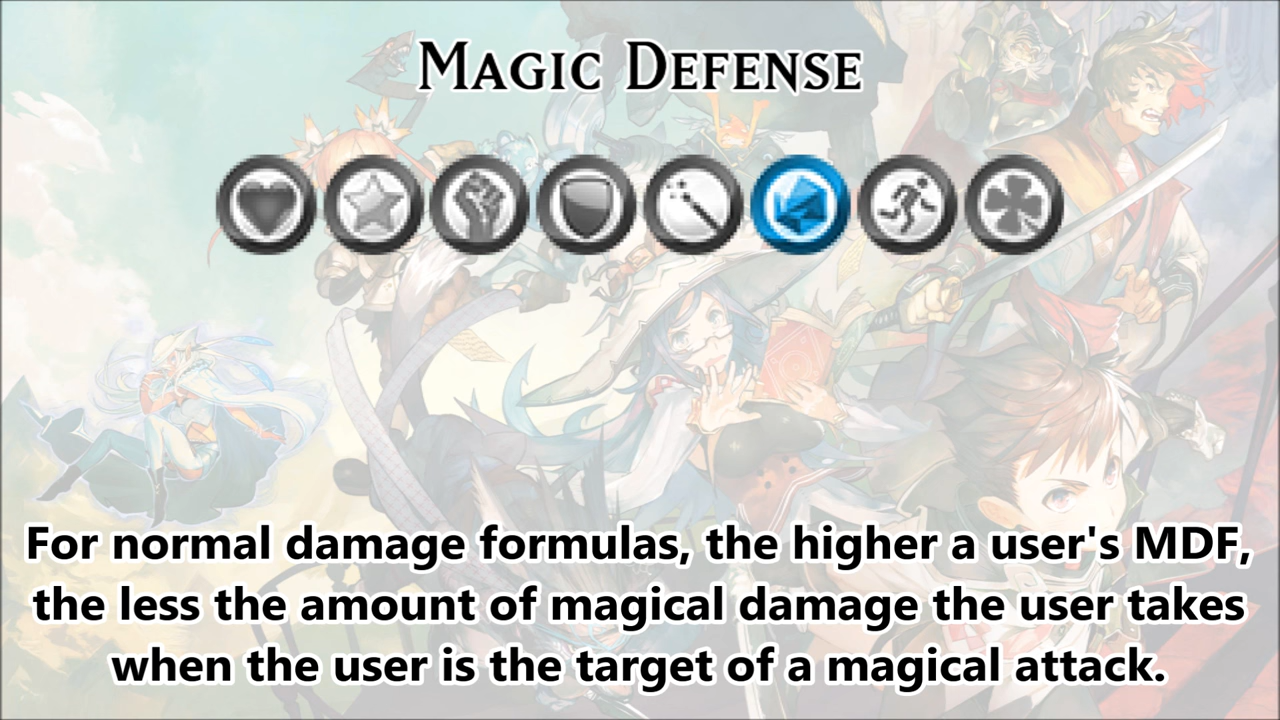 Magic Defense
For normal damage formulas, the higher a user's MDF,
the less the amount of magical damage the user takes
when the user is the target of a magical attack.